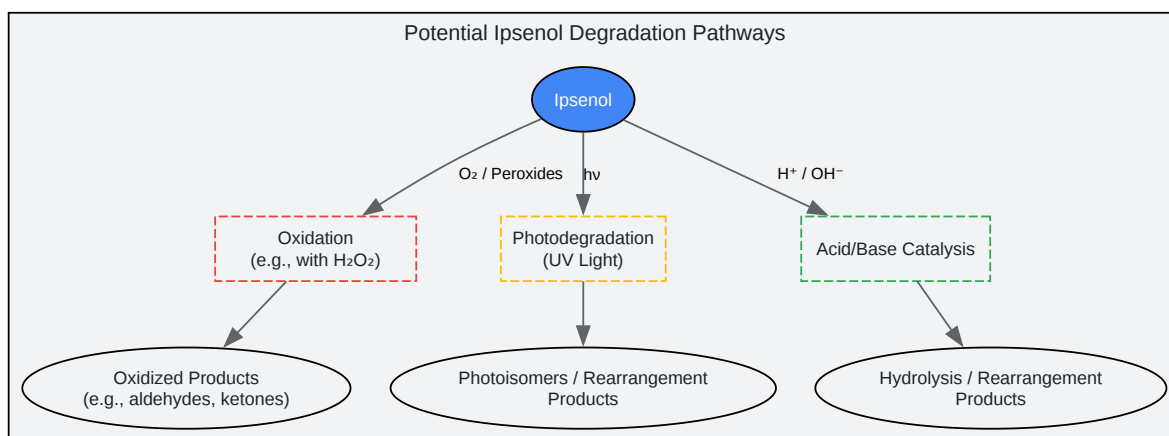 Potential Ipsenol Degradation Pathways
Ipsenol
O₂ / Peroxides
hν
H⁺ / OH⁻
Oxidation
(e.g., with H₂O₂)
Photodegradation
(UV Light)
Acid/Base Catalysis
Oxidized Products
(e.g., aldehydes, ketones)
Photoisomers / Rearrangement
Products
Hydrolysis / Rearrangement
Products